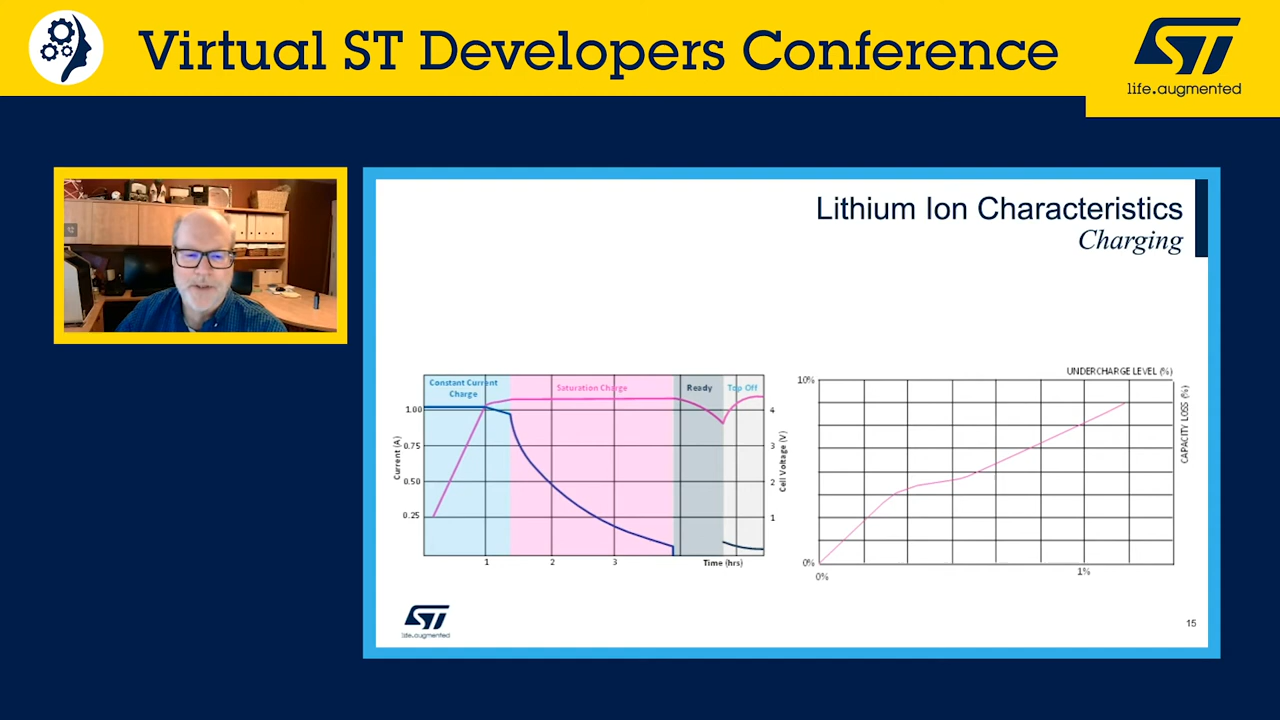 Virtual ST Developers Conference
ST
life.augmented
Lithium Ion Characteristics
Charging
Constant Current
Charge
Saturation Charge
Ready
Top Off
1.00
0.75
0.50
0.25
Current (A)
4
3
2
1
Cell Voltage (V)
1
2
3
Time (hrs)
UNDERCHARGE LEVEL (%)
CAPACITY LOSS (%)
10%
0%
0%
1%
ST
life.augmented
15